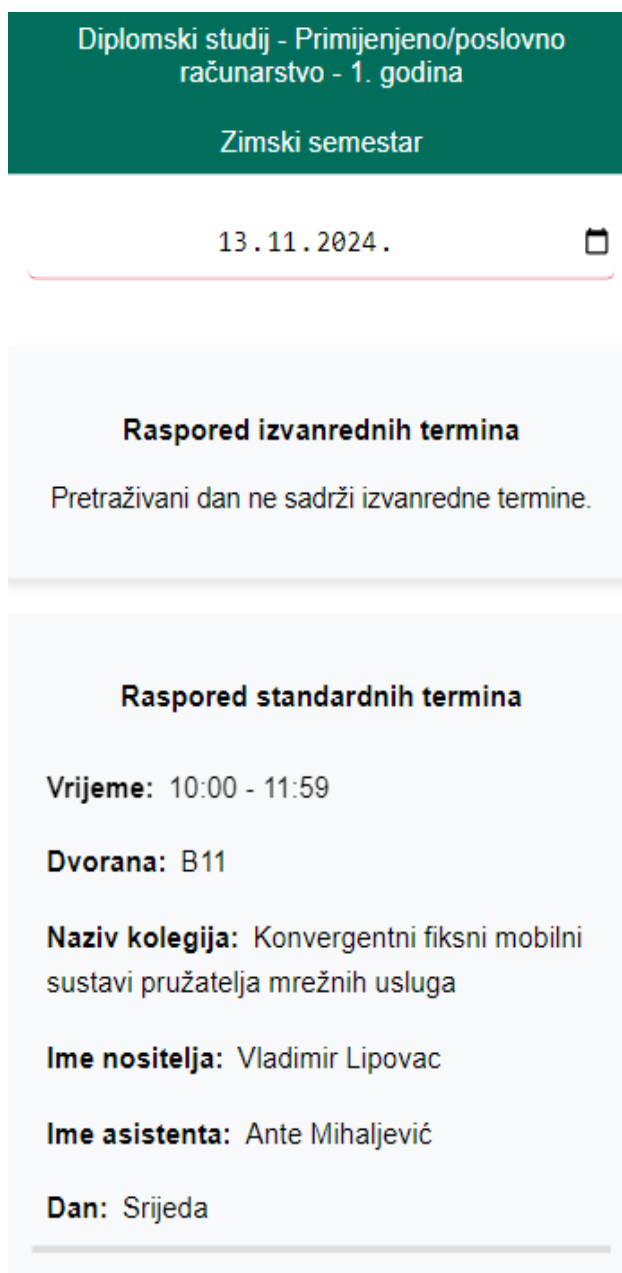 Diplomski studij - Primijenjeno/poslovno
računarstvo - 1. godina
Zimski semestar
13.11.2024.
Raspored izvanrednih termina
Pretraživani dan ne sadrži izvanredne termine.
Raspored standardnih termina
Vrijeme: 10:00 - 11:59
Dvorana: B11
Naziv kolegija: Konvergentni fiksni mobilni
sustavi pružatelja mrežnih usluga
Ime nositelja: Vladimir Lipovac
Ime asistenta: Ante Mihaljević
Dan: Srijeda